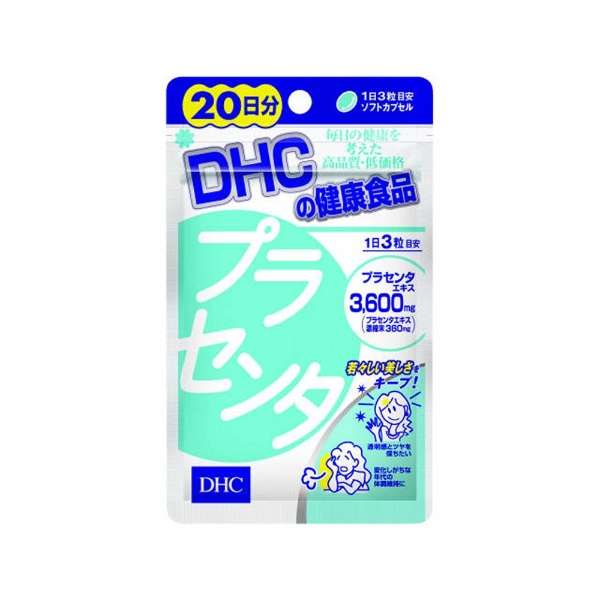 20日分
1日3粒目安
ソフトカプセル
毎日の健康を
考えた
高品質・低価格
DHC
の健康食品
プラ
センタ
1日3粒目安
プラセンタ
エキス
3,600mg
(プラセンタエキス
濃縮末360mg)
若々しい美しさを
キープ!
透明感とツヤを
保ちたい
変化しがちな
年代の
体調維持に
DHC